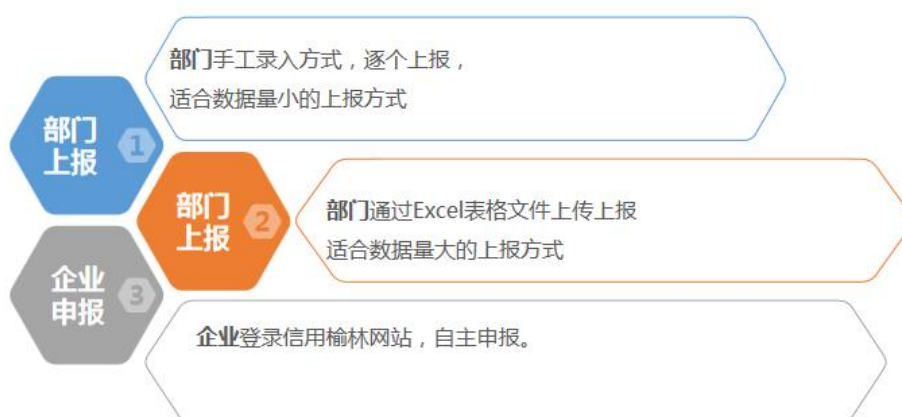 部门
上报
1
部门手工录入方式，逐个上报，
适合数据量小的上报方式
部门
上报
2
部门通过Excel表格文件上传上报
适合数据量大的上报方式
企业
申报
3
企业登录信用榆林网站，自主申报。